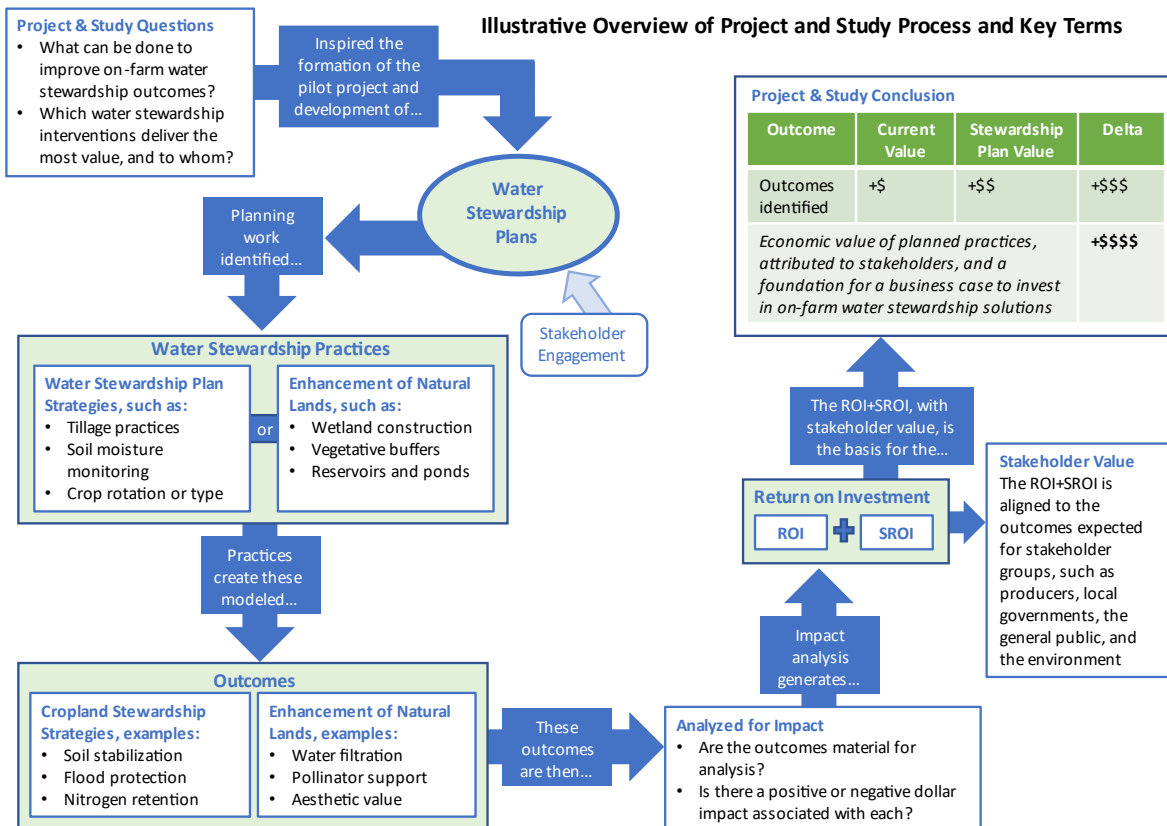 Illustrative Overview of Project and Study Process and Key Terms
Project & Study Questions
• What can be done to
improve on-farm water
stewardship outcomes?
• Which water stewardship
interventions deliver the
most value, and to whom?
Inspired the
formation of the
pilot project and
development of…
Water
Stewardship
Plans
Stakeholder
Engagement
Planning
work
identified…
Water Stewardship Practices
Water Stewardship Plan
Strategies, such as:
• Tillage practices
• Soil moisture
monitoring
• Crop rotation or type
or
Enhancement of Natural
Lands, such as:
• Wetland construction
• Vegetative buffers
• Reservoirs and ponds
Practices
create these
modeled…
Outcomes
Cropland Stewardship
Strategies, examples:
• Soil stabilization
• Flood protection
• Nitrogen retention
Enhancement of Natural
Lands, examples:
• Water filtration
• Pollinator support
• Aesthetic value
These
outcomes
are then…
Analyzed for Impact
• Are the outcomes material for
analysis?
• Is there a positive or negative dollar
impact associated with each?
Impact
analysis
generates…
Return on Investment
ROI
SROI
Stakeholder Value
The ROI+SROI is
aligned to the
outcomes expected
for stakeholder
groups, such as
producers, local
governments, the
general public, and
the environment
The ROI+SROI, with
stakeholder value, is
the basis for the…
Project & Study Conclusion
Outcome Current Value Stewardship Plan Value Delta
Outcomes identified +$ +$$ +$$$
Economic value of planned practices,
attributed to stakeholders, and a
foundation for a business case to invest
in on-farm water stewardship solutions
+$$$$